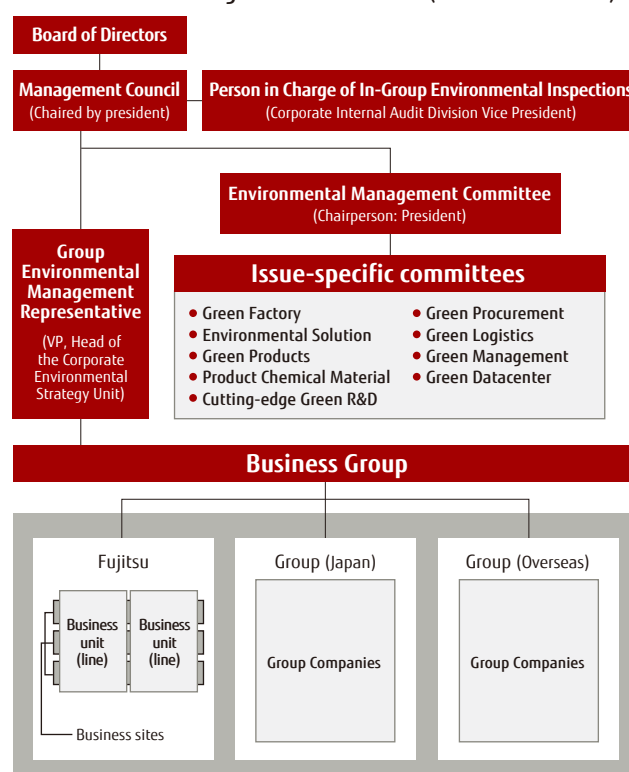 Board of Directors
Management Council
(Chaired by president)
Person in Charge of In-Group Environmental Inspections
(Corporate Internal Audit Division Vice President)
Environmental Management Committee
(Chairperson: President)
Group
Environmental
Management
Representative
(VP, Head of
the Corporate
Environmental
Strategy Unit)
Issue-specific committees
• Green Factory
• Environmental Solution
• Green Products
• Product Chemical Material
• Cutting-edge Green R&D
• Green Procurement
• Green Logistics
• Green Management
• Green Datacenter
Business Group
Fujitsu
Business
unit
(line)
Business
unit
(line)
Business sites
Group (Japan)
Group Companies
Group (Overseas)
Group Companies